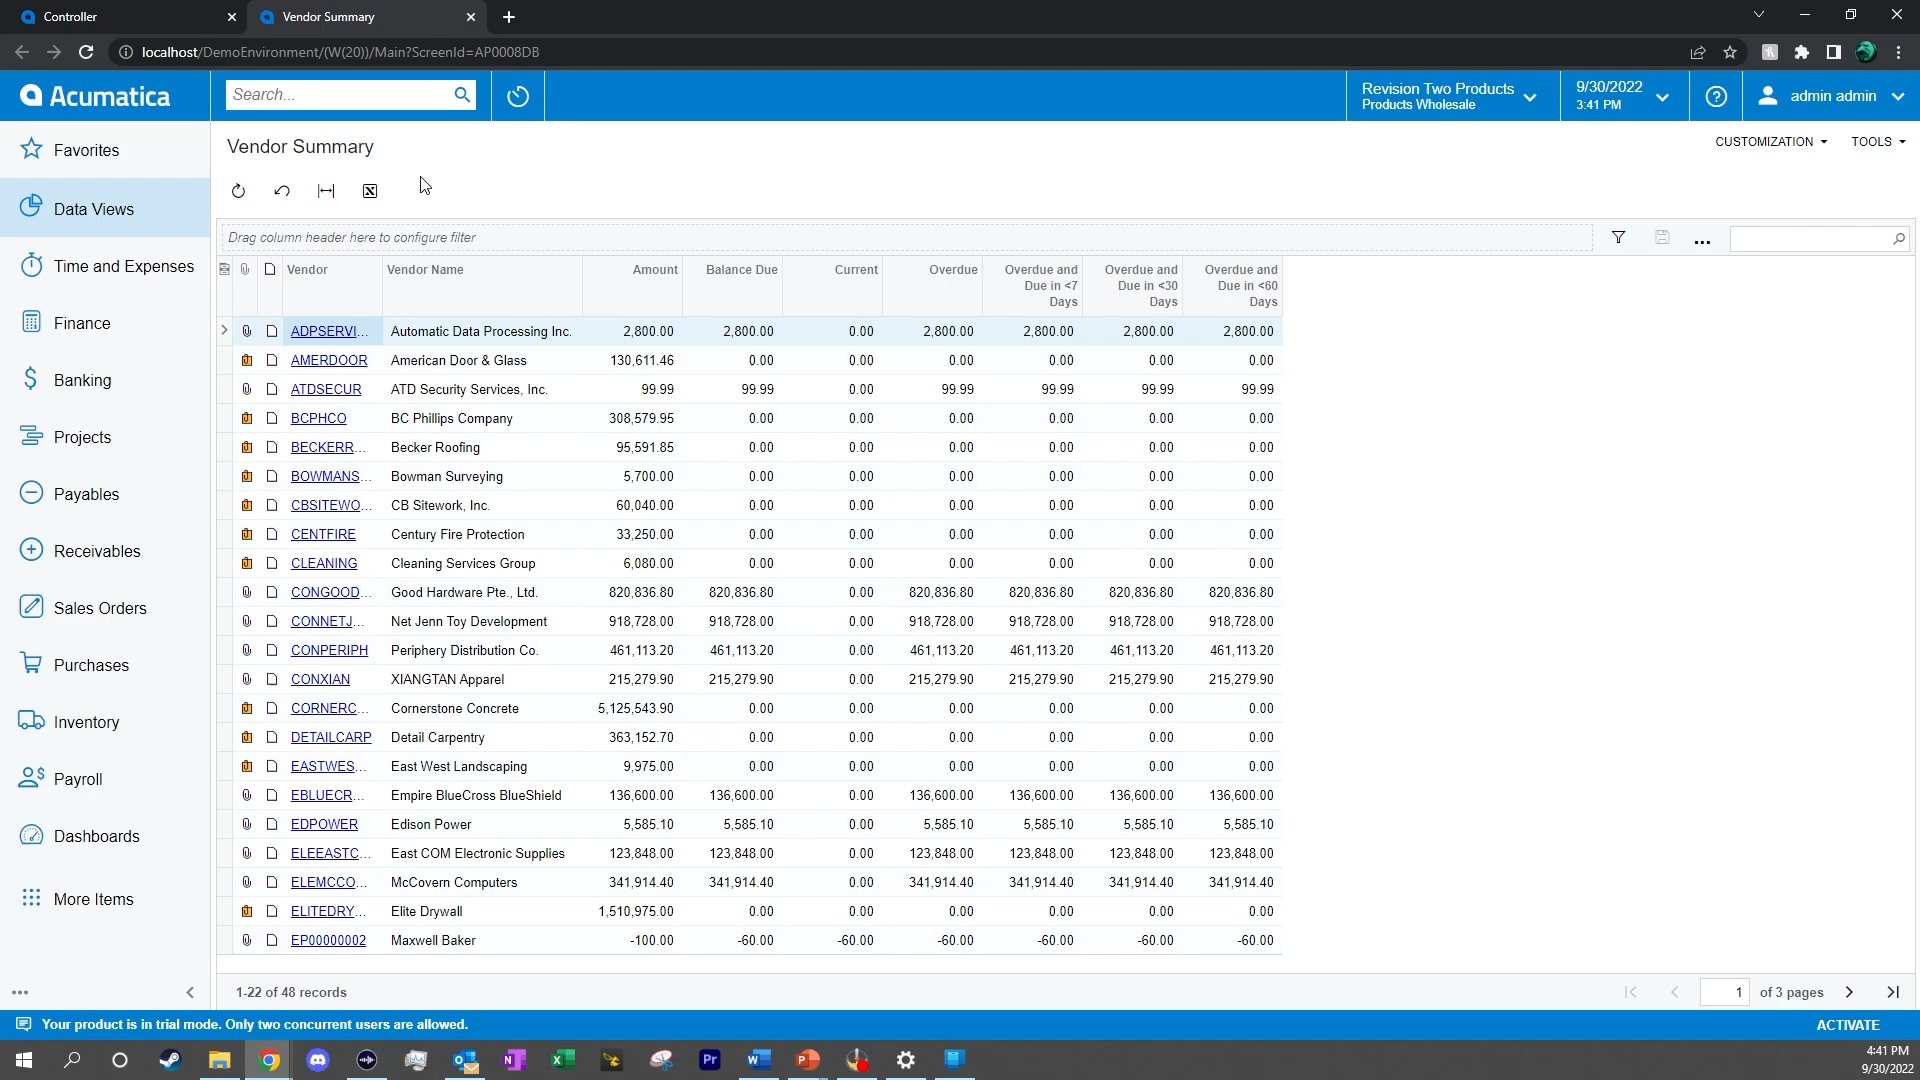 Controller
Vendor Summary
localhost/DemoEnvironment/(W(20))/Main?ScreenId=AP0008DB
Acumatica
Search...
Revision Two Products
Products Wholesale
9/30/2022
3:41 PM
admin admin
Favorites
Data Views
Time and Expenses
Finance
Banking
Projects
Payables
Receivables
Sales Orders
Purchases
Inventory
Payroll
Dashboards
More Items
Vendor Summary
CUSTOMIZATION
TOOLS
Drag column header here to configure filter
Vendor Vendor Name Amount Balance Due Current Overdue Overdue and Due in <7 Days Overdue and Due in <30 Days Overdue and Due in <60 Days
ADPSERVI... Automatic Data Processing Inc. 2,800.00 2,800.00 0.00 2,800.00 2,800.00 2,800.00 2,800.00
AMERDOOR American Door & Glass 130,611.46 0.00 0.00 0.00 0.00 0.00 0.00
ATDSECUR ATD Security Services, Inc. 99.99 99.99 0.00 99.99 99.99 99.99 99.99
BCPHCO BC Phillips Company 308,579.95 0.00 0.00 0.00 0.00 0.00 0.00
BECKERR... Becker Roofing 95,591.85 0.00 0.00 0.00 0.00 0.00 0.00
BOWMANS... Bowman Surveying 5,700.00 0.00 0.00 0.00 0.00 0.00 0.00
CBSITEWO... CB Sitework, Inc. 60,040.00 0.00 0.00 0.00 0.00 0.00 0.00
CENTFIRE Century Fire Protection 33,250.00 0.00 0.00 0.00 0.00 0.00 0.00
CLEANING Cleaning Services Group 6,080.00 0.00 0.00 0.00 0.00 0.00 0.00
CONGOOD... Good Hardware Pte., Ltd. 820,836.80 820,836.80 0.00 820,836.80 820,836.80 820,836.80 820,836.80
CONNETJ... Net Jenn Toy Development 918,728.00 918,728.00 0.00 918,728.00 918,728.00 918,728.00 918,728.00
CONPERIPH Periphery Distribution Co. 461,113.20 461,113.20 0.00 461,113.20 461,113.20 461,113.20 461,113.20
CONXIAN XIANGTAN Apparel 215,279.90 215,279.90 0.00 215,279.90 215,279.90 215,279.90 215,279.90
CORNERC... Cornerstone Concrete 5,125,543.90 0.00 0.00 0.00 0.00 0.00 0.00
DETAILCARP Detail Carpentry 363,152.70 0.00 0.00 0.00 0.00 0.00 0.00
EASTWES... East West Landscaping 9,975.00 0.00 0.00 0.00 0.00 0.00 0.00
EBLUECR... Empire BlueCross BlueShield 136,600.00 136,600.00 0.00 136,600.00 136,600.00 136,600.00 136,600.00
EDPOWER Edison Power 5,585.10 5,585.10 0.00 5,585.10 5,585.10 5,585.10 5,585.10
ELEEASTC... East COM Electronic Supplies 123,848.00 123,848.00 0.00 123,848.00 123,848.00 123,848.00 123,848.00
ELEMCCO... McCovern Computers 341,914.40 341,914.40 0.00 341,914.40 341,914.40 341,914.40 341,914.40
ELITEDRY... Elite Drywall 1,510,975.00 0.00 0.00 0.00 0.00 0.00 0.00
EP00000002 Maxwell Baker -100.00 -60.00 -60.00 -60.00 -60.00 -60.00 -60.00
1-22 of 48 records
1 of 3 pages
Your product is in trial mode. Only two concurrent users are allowed.
ACTIVATE
4:41 PM
9/30/2022